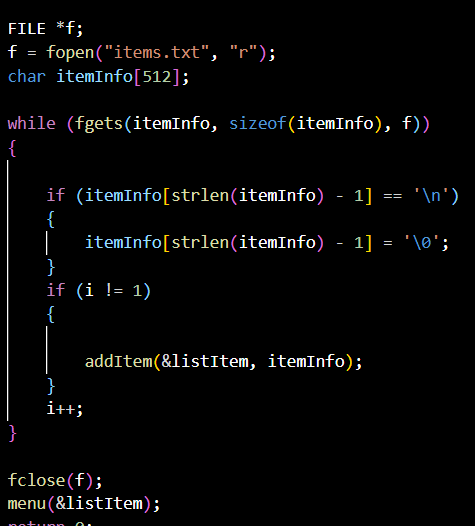 FILE *f;
f = fopen("items.txt", "r");
char itemInfo[512];
while (fgets(itemInfo, sizeof(itemInfo), f))
{
if (itemInfo[strlen(itemInfo) - 1] == '\n')
{
itemInfo[strlen(itemInfo) - 1] = '\0';
}
if (i != 1)
{
addItem(&listItem, itemInfo);
}
i++;
}
fclose(f);
menu(&listItem);
return 0;